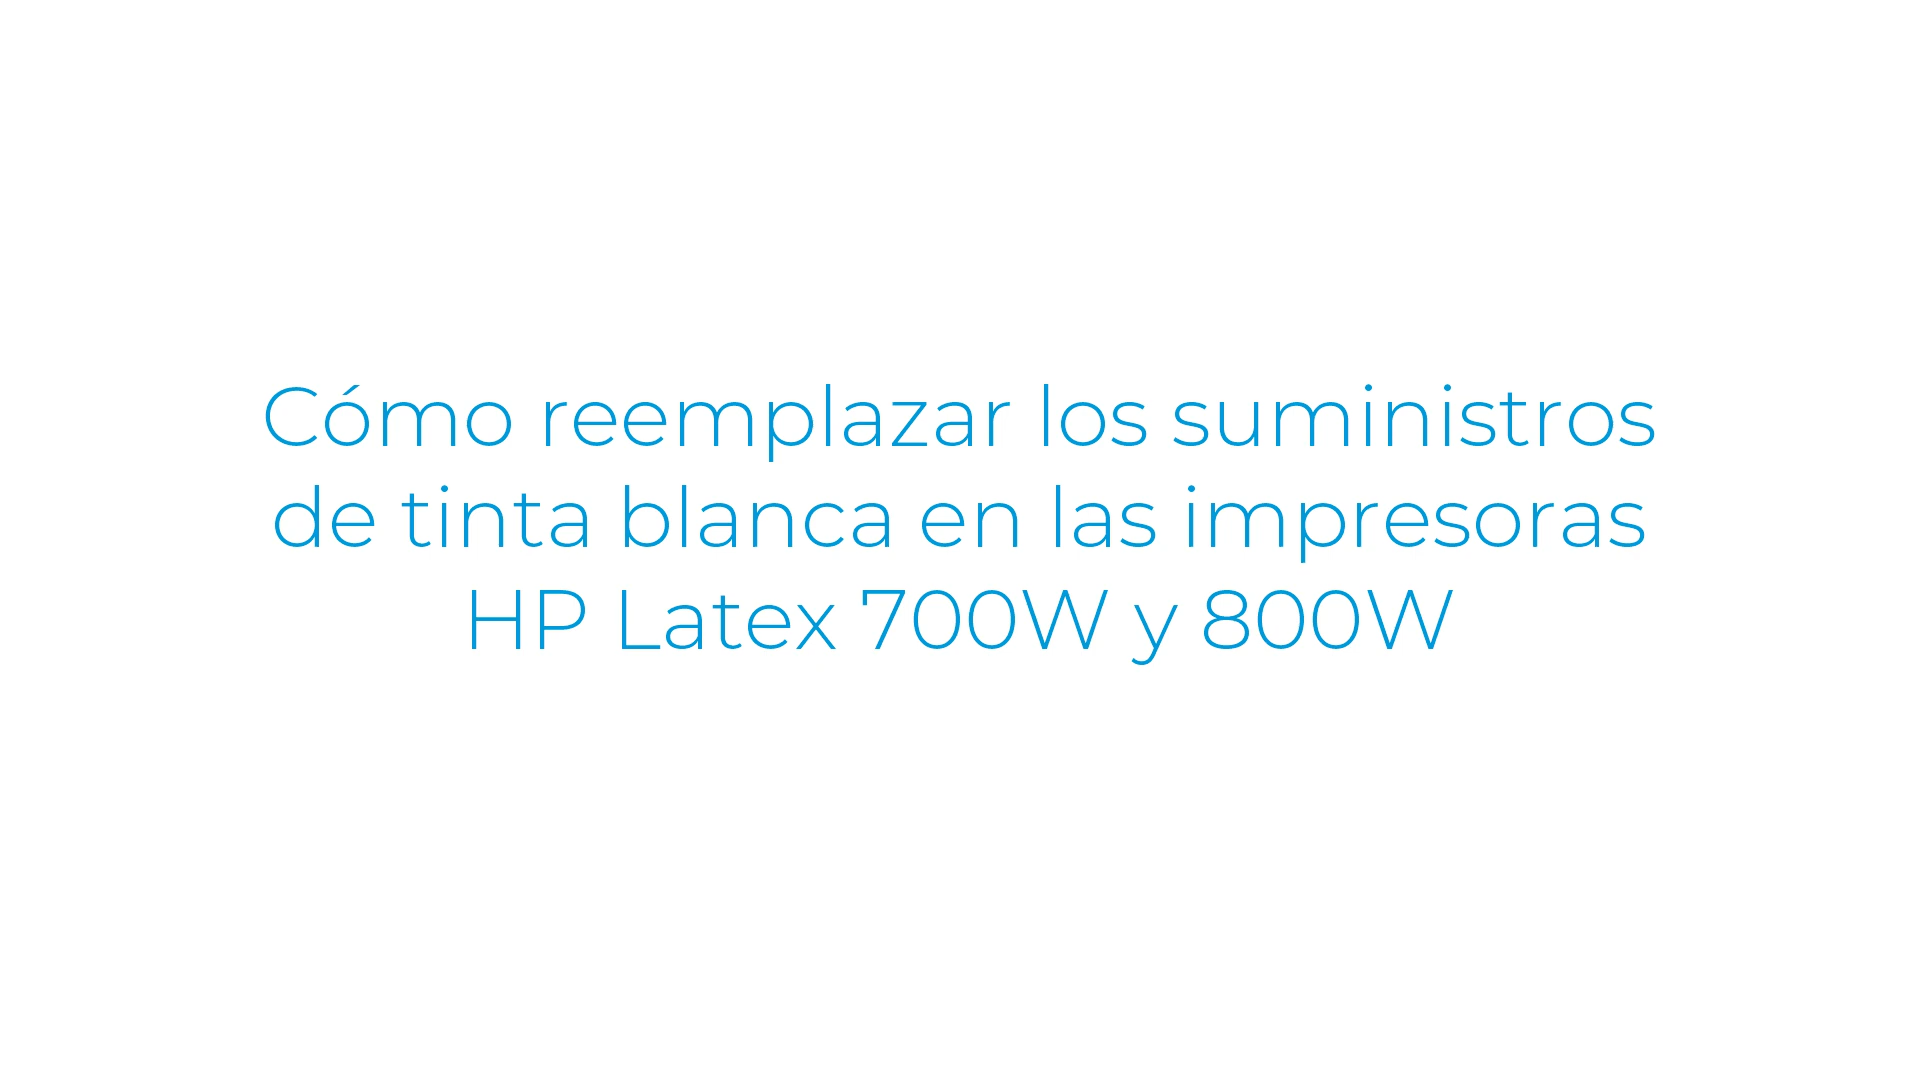 Cómo reemplazar los suministros
de tinta blanca en las impresoras
HP Latex 700W y 800W